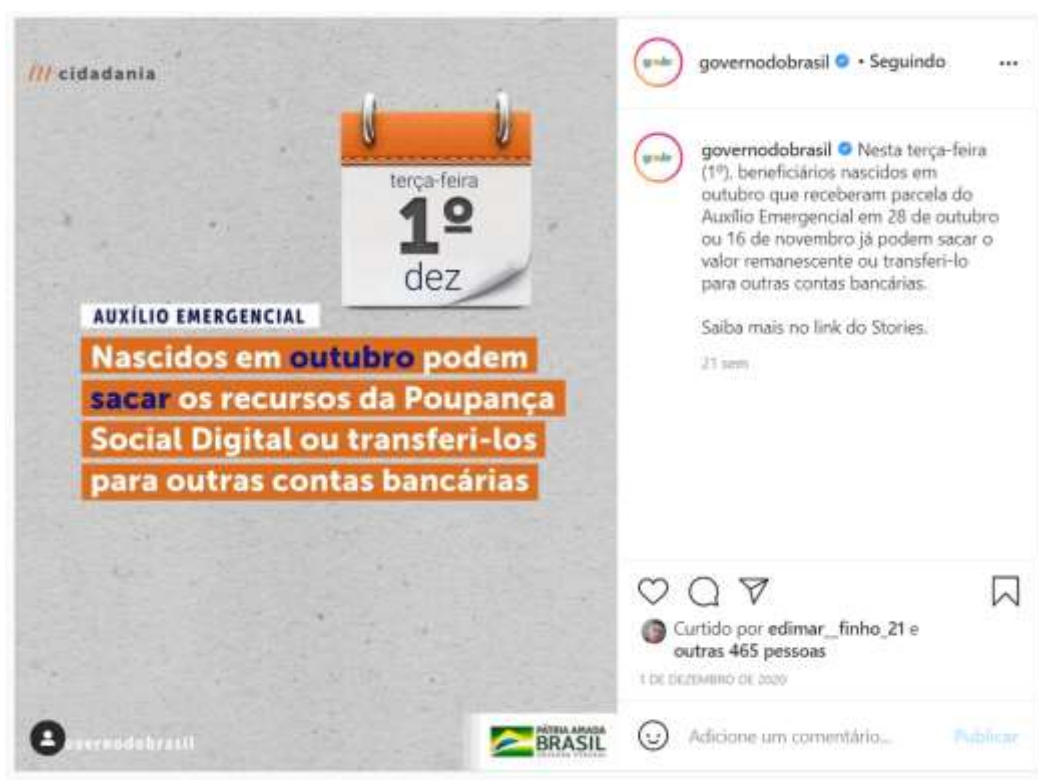 /// cidadania
terça-feira
1º
dez
AUXÍLIO EMERGENCIAL
Nascidos em outubro podem
sacar os recursos da Poupança
Social Digital ou transferi-los
para outras contas bancárias
governodobrasil
PÁTRIA AMADA
BRASIL
GOVERNO FEDERAL
governodobrasil • Seguindo
...
governodobrasil Nesta terça-feira
(1º), beneficiários nascidos em
outubro que receberam parcela do
Auxílio Emergencial em 28 de outubro
ou 16 de novembro já podem sacar o
valor remanescente ou transferi-lo
para outras contas bancárias.
Saiba mais no link do Stories.
21 sem
Curtido por edimar__finho_21 e
outras 465 pessoas
1 DE DEZEMBRO DE 2020
Adicione um comentário...
Publicar